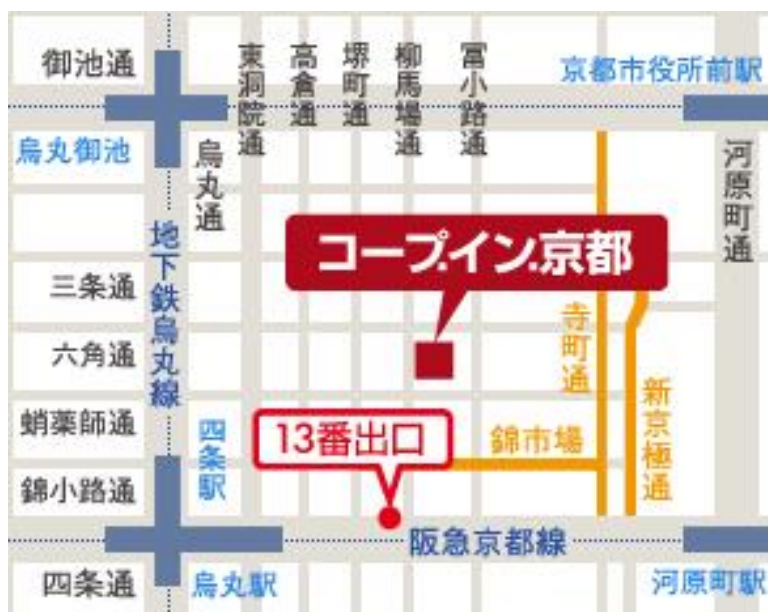 御池通
東洞院通
高倉通
堺町通
柳馬場通
冨小路通
京都市役所前駅
烏丸御池
烏丸通
河原町通
地下鉄烏丸線
コープ.イン.京都
三条通
六角通
寺町通
新京極通
蛸薬師通
四条駅
13番出口
錦市場
錦小路通
阪急京都線
四条通
烏丸駅
河原町駅